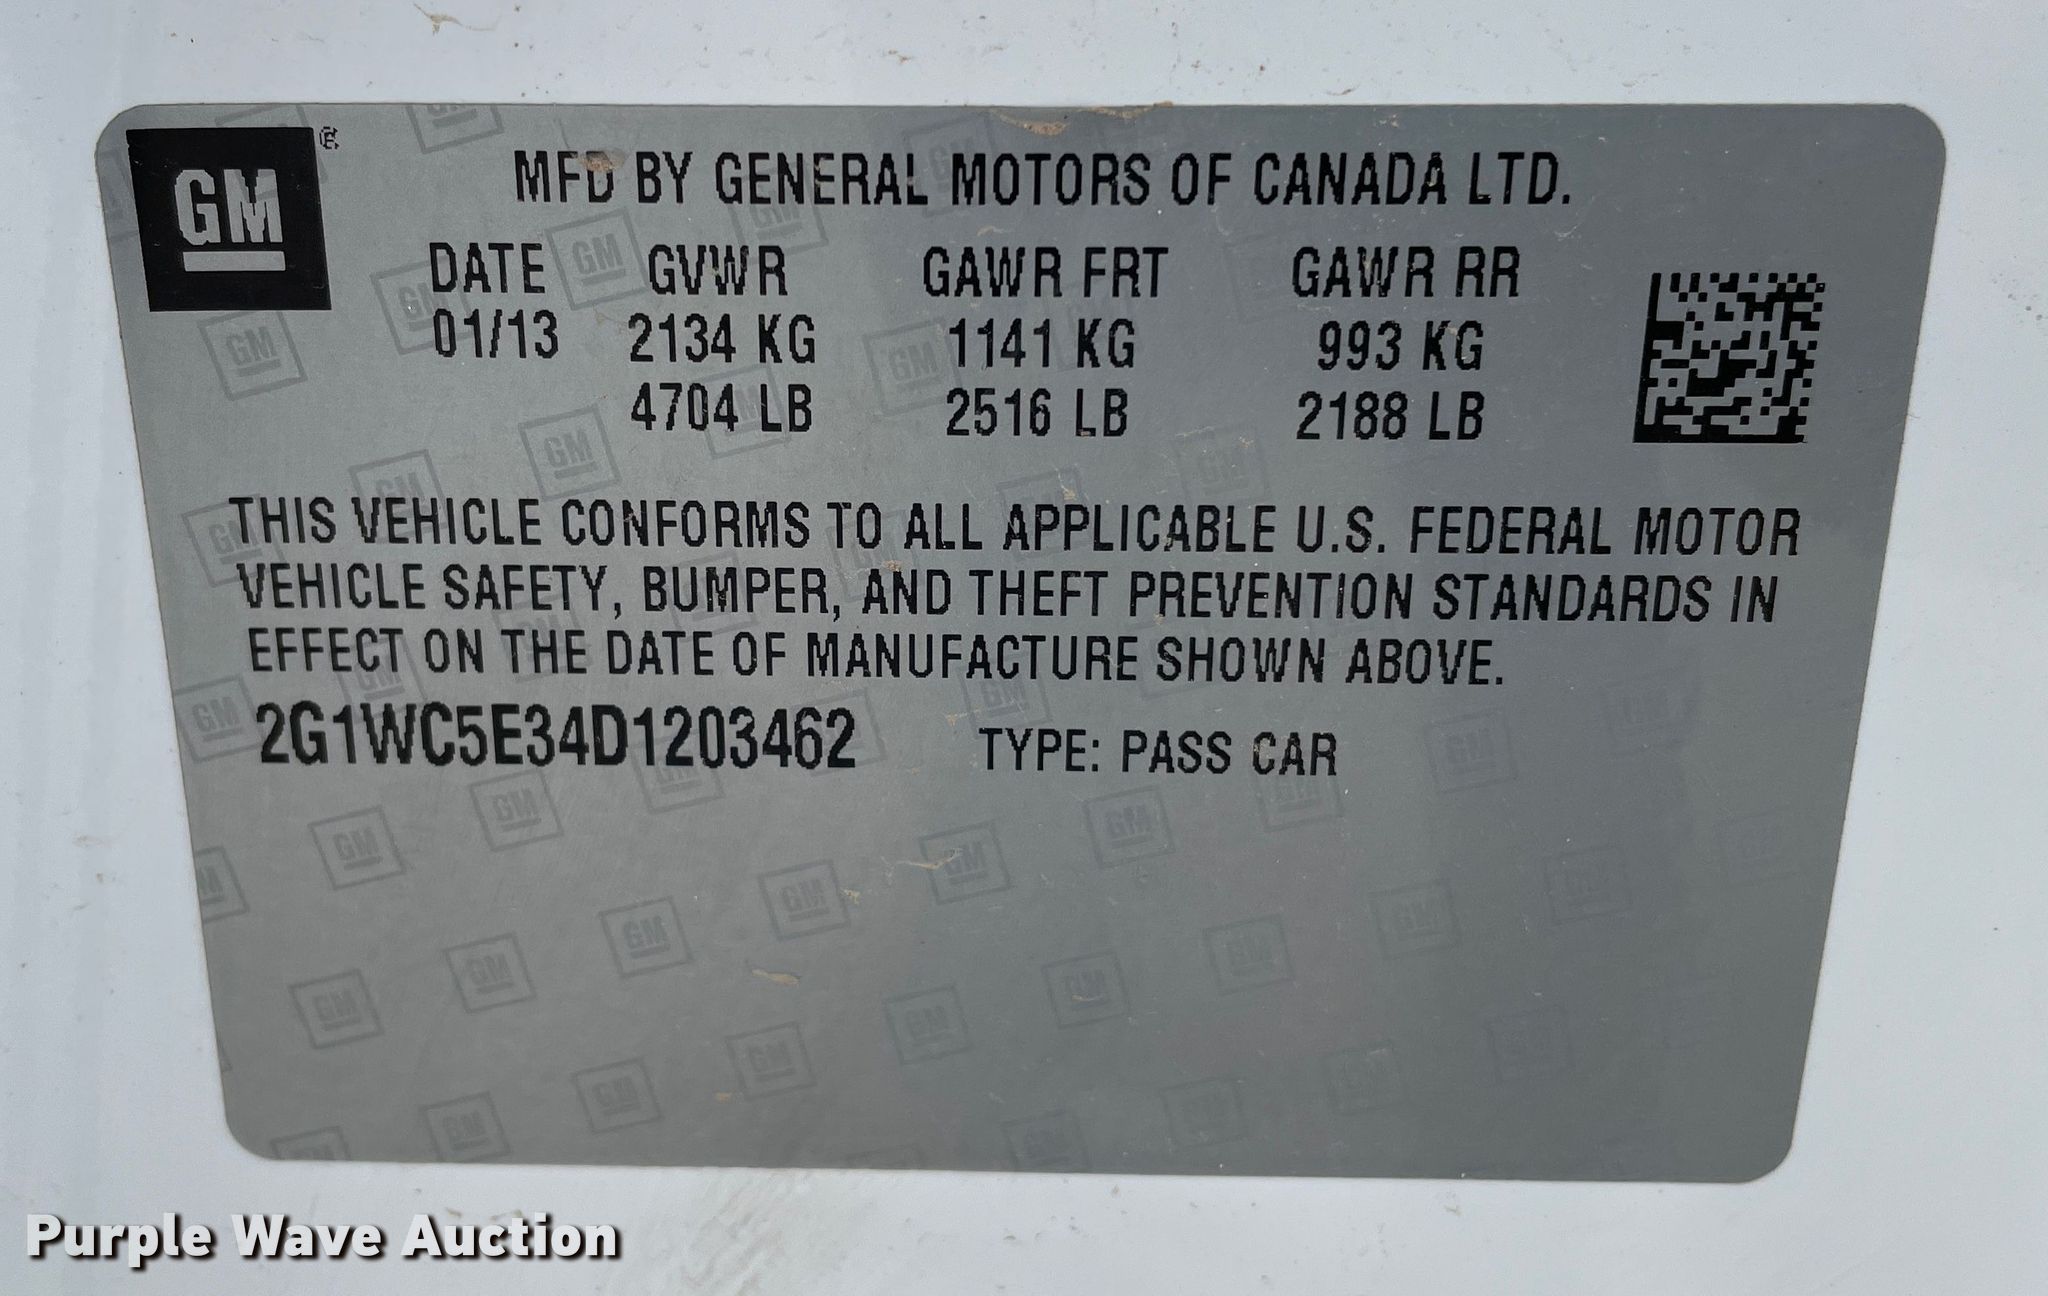 GM
MFD BY GENERAL MOTORS OF CANADA LTD.
DATE GVWR GAWR FRT GAWR RR
01/13 2134 KG 1141 KG 993 KG
4704 LB 2516 LB 2188 LB
THIS VEHICLE CONFORMS TO ALL APPLICABLE U.S. FEDERAL MOTOR
VEHICLE SAFETY, BUMPER, AND THEFT PREVENTION STANDARDS IN
EFFECT ON THE DATE OF MANUFACTURE SHOWN ABOVE.
2G1WC5E34D1203462 TYPE: PASS CAR
Purple Wave Auction